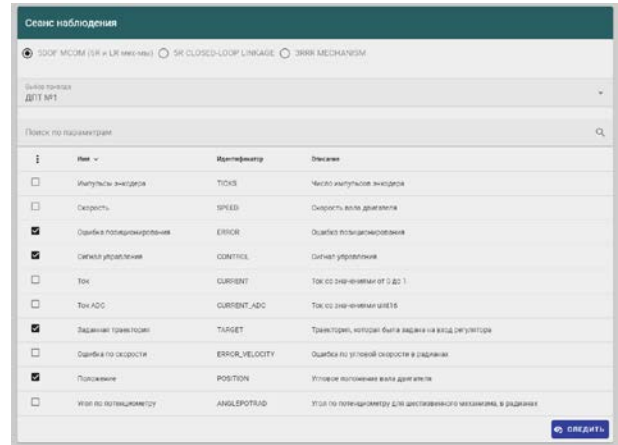 Сеанс наблюдения
5DOF MCOM (SR и LR мех-мы) 5R CLOSED-LOOP LINKAGE 3RRR MECHANISM
Выбор привода
ДПТ №1
Поиск по параметрам
Имя Идентификатор Описание
Импульсы энкодера TICKS Число импульсов энкодера
Скорость SPEED Скорость вала двигателя
Ошибка позиционирования ERROR Ошибка позиционирования
Сигнал управления CONTROL Сигнал управления
Ток CURRENT Ток со значениями от 0 до 1
Ток ADC CURRENT_ADC Ток со значениями uint16
Заданная траектория TARGET Траектория, которая была задана на вход регулятора
Ошибка по скорости ERROR_VELOCITY Ошибка по угловой скорости в радианах
Положение POSITION Угловое положение вала двигателя
Угол по потенциометру ANGLEPOTRAD Угол по потенциометру для шестизвенного механизма, в радианах
СЛЕДИТЬ